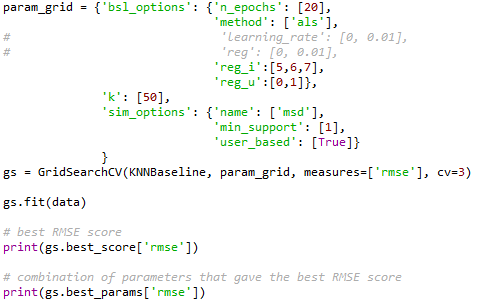 param_grid = {'bsl_options': {'n_epochs': [20],
                              'method': ['als'],
#                              'learning_rate': [0, 0.01],
#                              'reg': [0, 0.01],
                              'reg_i':[5,6,7],
                              'reg_u':[0,1]},
              'k': [50],
              'sim_options': {'name': ['msd'],
                              'min_support': [1],
                              'user_based': [True]}
              }
gs = GridSearchCV(KNNBaseline, param_grid, measures=['rmse'], cv=3)

gs.fit(data)

# best RMSE score
print(gs.best_score['rmse'])

# combination of parameters that gave the best RMSE score
print(gs.best_params['rmse'])